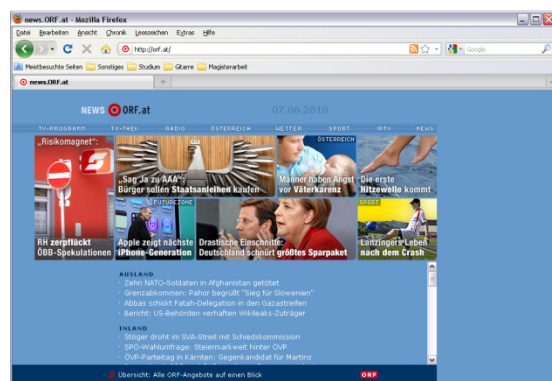 news.ORF.at - Mozilla Firefox
Datei Bearbeiten Ansicht Chronik Lesezeichen Extras Hilfe
http://orf.at/
Google
Meistbesuchte Seiten Sonstiges Studium Gitarre Magisterarbeit
news.ORF.at
NEWS ORF.at 07.06.2010
TV-PROGRAMM TV-THEK RADIO ÖSTERREICH WETTER SPORT IPTV NEWS
„Risikomagnet“:
RH zerpflückt
ÖBB-Spekulationen
„Sag Ja zu AAA“:
Bürger sollen Staatsanleihen kaufen
ÖSTERREICH
Männer haben Angst
vor Väterkarenz
Die erste
Hitzewelle kommt
FUTUREZONE
Apple zeigt nächste
iPhone-Generation
Drastische Einschnitte:
Deutschland schnürt größtes Sparpaket
SPORT
Lanzingers Leben
nach dem Crash
AUSLAND
· Zehn NATO-Soldaten in Afghanistan getötet
· Grenzabkommen: Pahor begrüßt "Sieg für Slowenien"
· Abbas schickt Fatah-Delegation in den Gazastreifen
· Bericht: US-Behörden verhaften Wikileaks-Zuträger
INLAND
· Stöger droht im SVA-Streit mit Schiedskommission
· SPÖ-Wahlumfrage: Steiermarkweit hinter ÖVP
· ÖVP-Parteitag in Kärnten: Gegenkandidat für Martinz
Übersicht: Alle ORF-Angebote auf einen Blick ORF